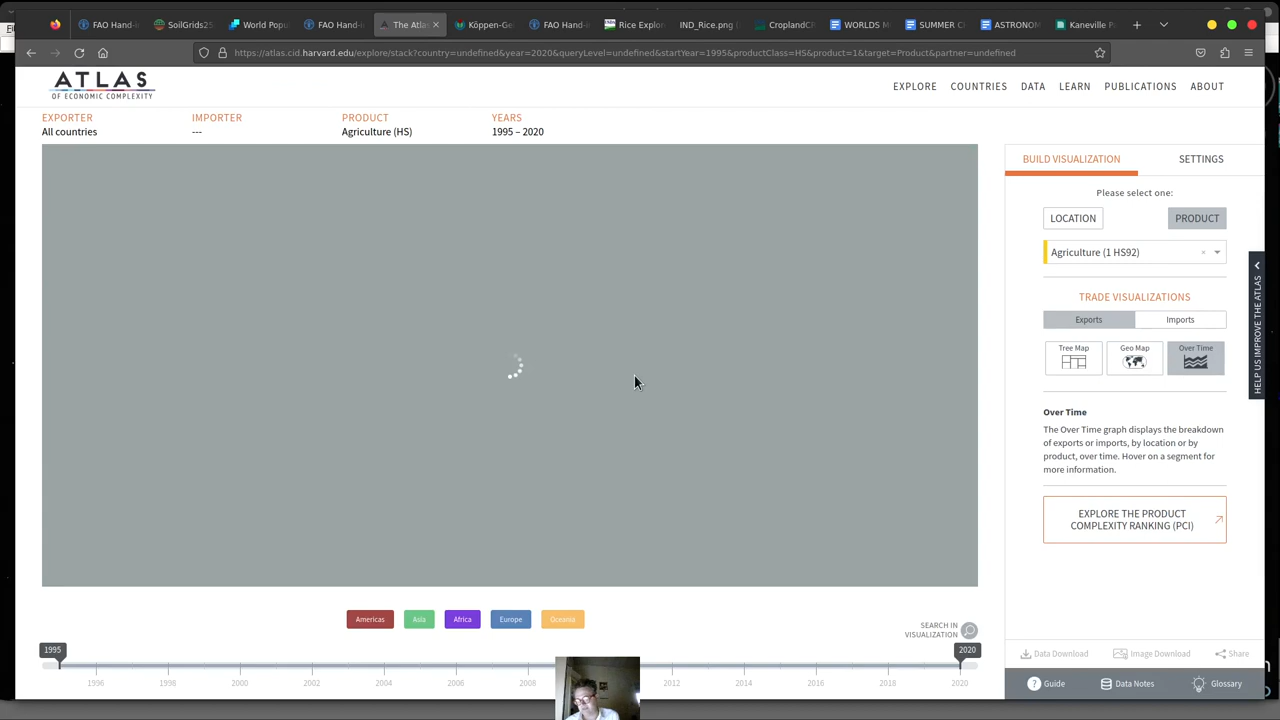 FAO Hand-i
SoilGrids25
World Popu
FAO Hand-i
The Atla
Köppen-Ge
FAO Hand-i
Rice Explor
IND_Rice.png (
CroplandCP
WORLDS M
SUMMER C
ASTRONOM
Kaneville P
https://atlas.cid.harvard.edu/explore/stack?country=undefined&year=2020&queryLevel=undefined&startYear=1995&productClass=HS&product=1&target=Product&partner=undefined
ATLAS
OF ECONOMIC COMPLEXITY
EXPLORE COUNTRIES DATA LEARN PUBLICATIONS ABOUT
EXPORTER IMPORTER PRODUCT YEARS
All countries --- Agriculture (HS) 1995 – 2020
BUILD VISUALIZATION SETTINGS
Please select one:
LOCATION PRODUCT
Agriculture (1 HS92)
TRADE VISUALIZATIONS
Exports Imports
Tree Map Geo Map Over Time
Over Time
The Over Time graph displays the breakdown
of exports or imports, by location or by
product, over time. Hover on a segment for
more information.
EXPLORE THE PRODUCT
COMPLEXITY RANKING (PCI)
HELP US IMPROVE THE ATLAS
Americas Asia Africa Europe Oceania
SEARCH IN
VISUALIZATION
1995 2020
1996 1998 2000 2002 2004 2006 2008 2012 2014 2016 2018 2020
Data Download Image Download Share
Guide Data Notes Glossary